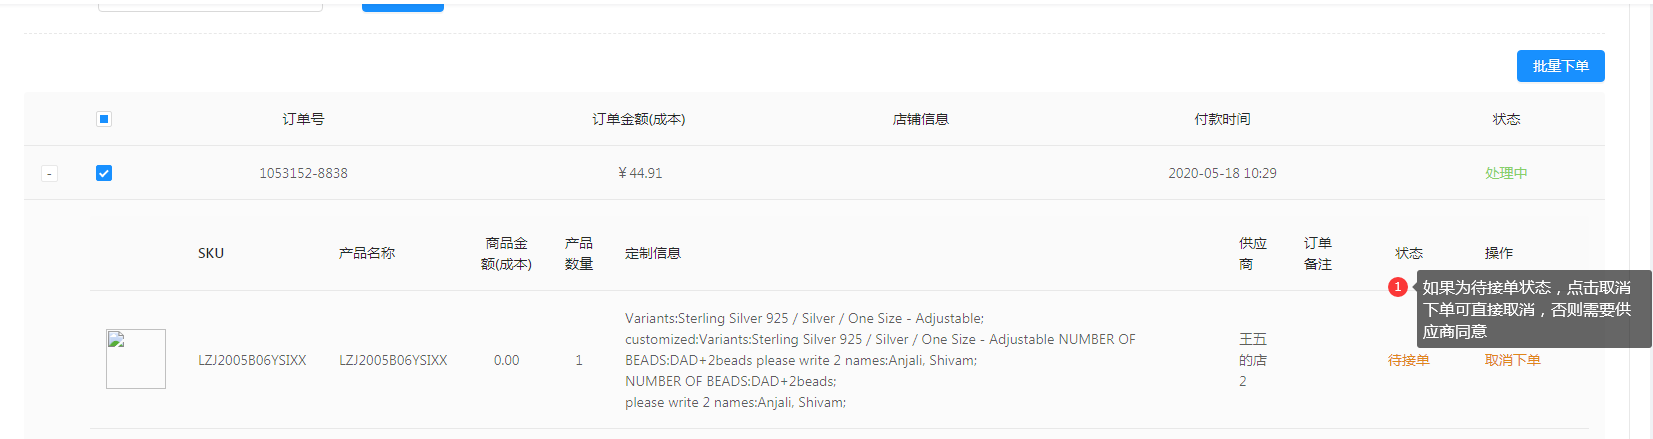 批量下单
订单号 订单金额(成本) 店铺信息 付款时间 状态
- 1053152-8838 ¥44.91 2020-05-18 10:29 处理中
SKU 产品名称 商品金额(成本) 产品数量 定制信息 供应商 订单备注 状态 操作
1 如果为待接单状态，点击取消
下单可直接取消，否则需要供
应商同意
LZJ2005B06YSIXX LZJ2005B06YSIXX 0.00 1
Variants:Sterling Silver 925 / Silver / One Size - Adjustable;
customized:Variants:Sterling Silver 925 / Silver / One Size - Adjustable NUMBER OF
BEADS:DAD+2beads please write 2 names:Anjali, Shivam;
NUMBER OF BEADS:DAD+2beads;
please write 2 names:Anjali, Shivam;
王五
的店
2
待接单 取消下单